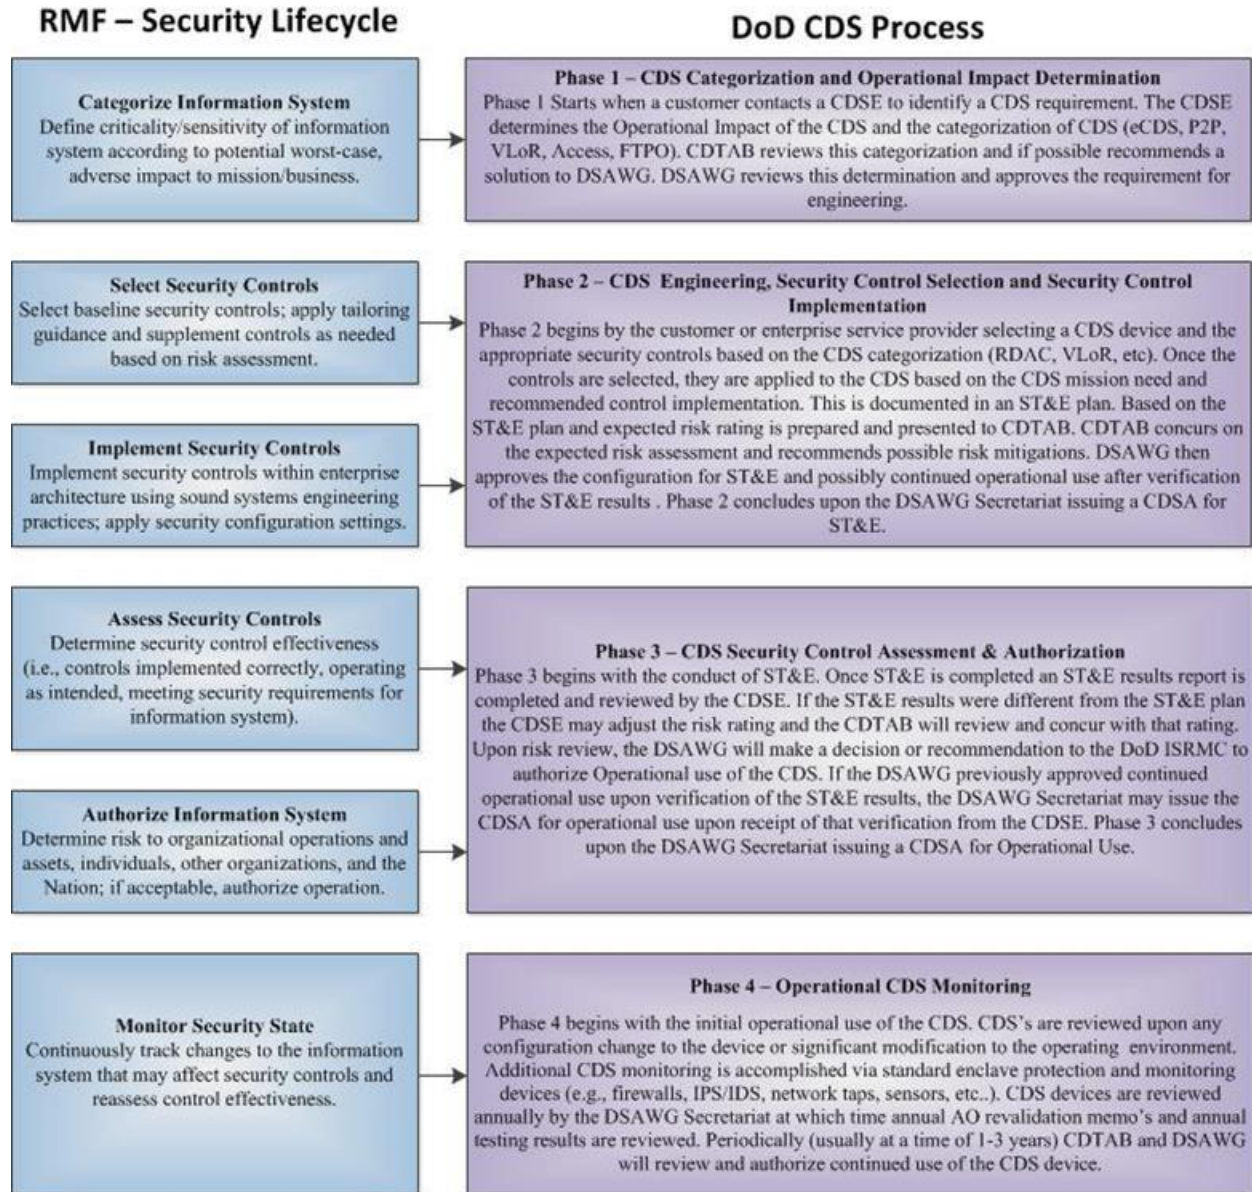 RMF – Security Lifecycle
DoD CDS Process
Categorize Information System
Define criticality/sensitivity of information
system according to potential worst-case,
adverse impact to mission/business.
Phase 1 – CDS Categorization and Operational Impact Determination
Phase 1 Starts when a customer contacts a CDSE to identify a CDS requirement. The CDSE
determines the Operational Impact of the CDS and the categorization of CDS (eCDS, P2P,
VLoR, Access, FTPO). CDTAB reviews this categorization and if possible recommends a
solution to DSAWG. DSAWG reviews this determination and approves the requirement for
engineering.
Select Security Controls
Select baseline security controls; apply tailoring
guidance and supplement controls as needed
based on risk assessment.
Implement Security Controls
Implement security controls within enterprise
architecture using sound systems engineering
practices; apply security configuration settings.
Phase 2 – CDS Engineering, Security Control Selection and Security Control
Implementation
Phase 2 begins by the customer or enterprise service provider selecting a CDS device and the
appropriate security controls based on the CDS categorization (RDAC, VLoR, etc). Once the
controls are selected, they are applied to the CDS based on the CDS mission need and
recommended control implementation. This is documented in an ST&E plan. Based on the
ST&E plan and expected risk rating is prepared and presented to CDTAB. CDTAB concurs on
the expected risk assessment and recommends possible risk mitigations. DSAWG then
approves the configuration for ST&E and possibly continued operational use after verification
of the ST&E results . Phase 2 concludes upon the DSAWG Secretariat issuing a CDSA for
ST&E.
Assess Security Controls
Determine security control effectiveness
(i.e., controls implemented correctly, operating
as intended, meeting security requirements for
information system).
Authorize Information System
Determine risk to organizational operations and
assets, individuals, other organizations, and the
Nation; if acceptable, authorize operation.
Phase 3 – CDS Security Control Assessment & Authorization
Phase 3 begins with the conduct of ST&E. Once ST&E is completed an ST&E results report is
completed and reviewed by the CDSE. If the ST&E results were different from the ST&E plan
the CDSE may adjust the risk rating and the CDTAB will review and concur with that rating.
Upon risk review, the DSAWG will make a decision or recommendation to the DoD ISRMC to
authorize Operational use of the CDS. If the DSAWG previously approved continued
operational use upon verification of the ST&E results, the DSAWG Secretariat may issue the
CDSA for operational use upon receipt of that verification from the CDSE. Phase 3 concludes
upon the DSAWG Secretariat issuing a CDSA for Operational Use.
Monitor Security State
Continuously track changes to the information
system that may affect security controls and
reassess control effectiveness.
Phase 4 – Operational CDS Monitoring
Phase 4 begins with the initial operational use of the CDS. CDS's are reviewed upon any
configuration change to the device or significant modification to the operating environment.
Additional CDS monitoring is accomplished via standard enclave protection and monitoring
devices (e.g., firewalls, IPS/IDS, network taps, sensors, etc..). CDS devices are reviewed
annually by the DSAWG Secretariat at which time annual AO revalidation memo's and annual
testing results are reviewed. Periodically (usually at a time of 1-3 years) CDTAB and DSAWG
will review and authorize continued use of the CDS device.